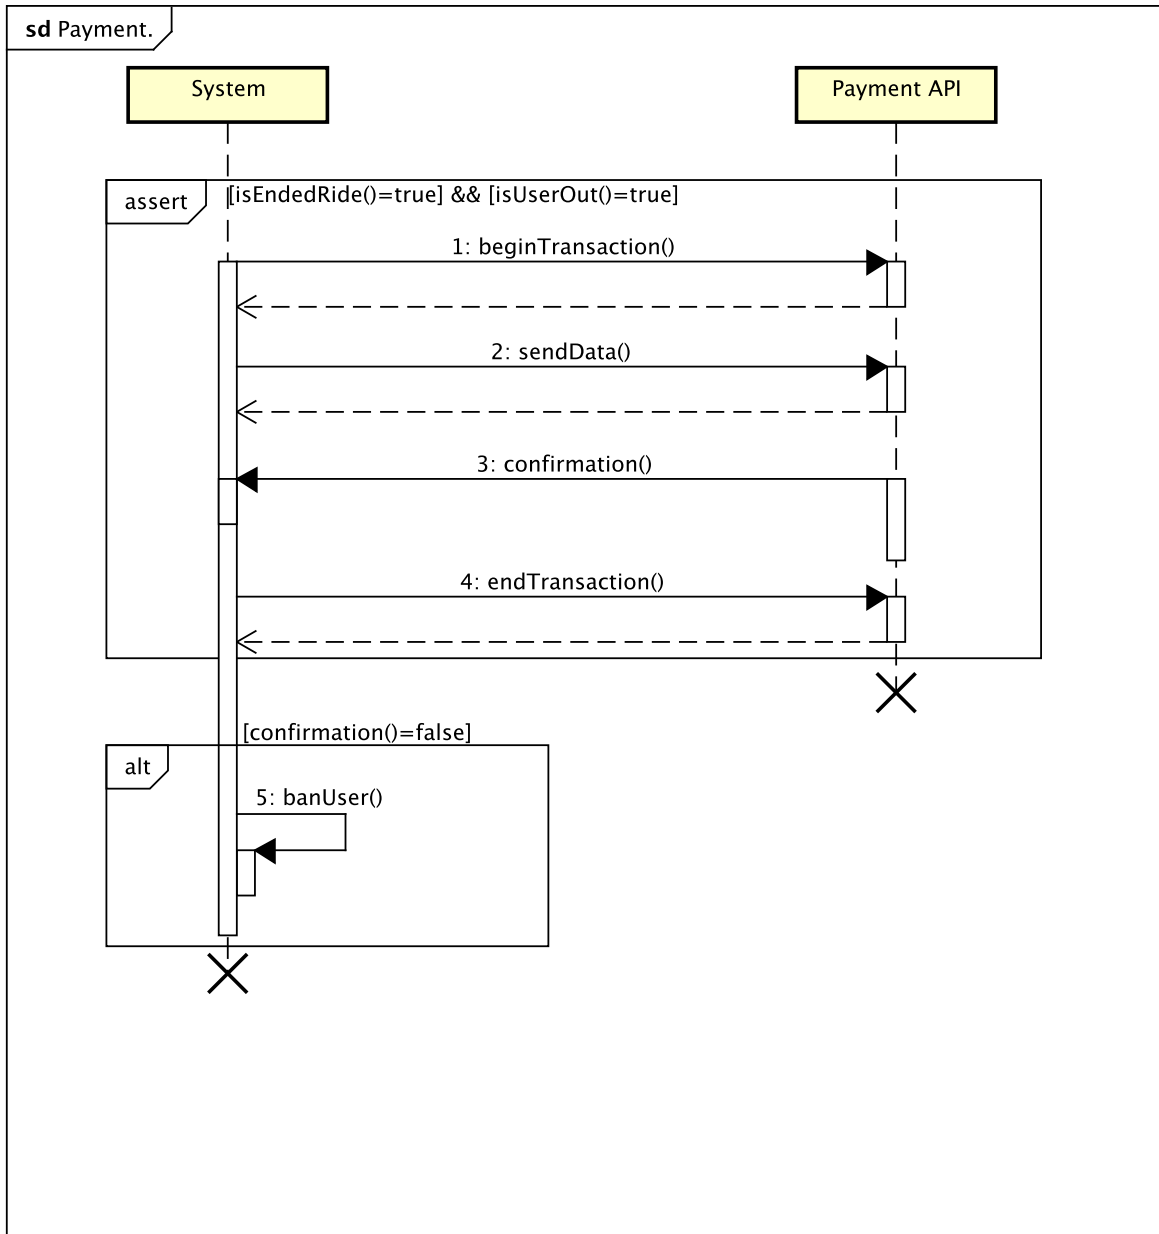 sd Payment.
System
Payment API
assert
[isEndedRide()=true] && [isUserOut()=true]
1: beginTransaction()
2: sendData()
3: confirmation()
4: endTransaction()
[confirmation()=false]
alt
5: banUser()